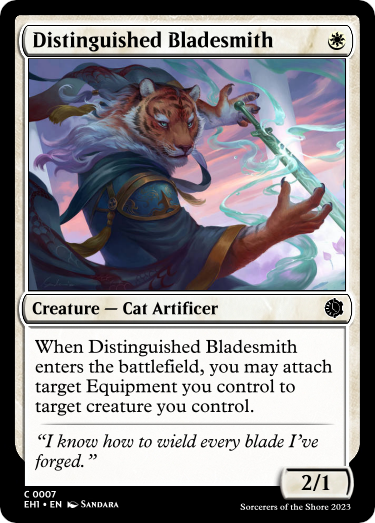 Distinguished Bladesmith
Creature — Cat Artificer
When Distinguished Bladesmith
enters the battlefield, you may attach
target Equipment you control to
target creature you control.
“I know how to wield every blade I’ve
forged.”
2/1
C 0007
EH1 • EN Sandara
Sorcerers of the Shore 2023